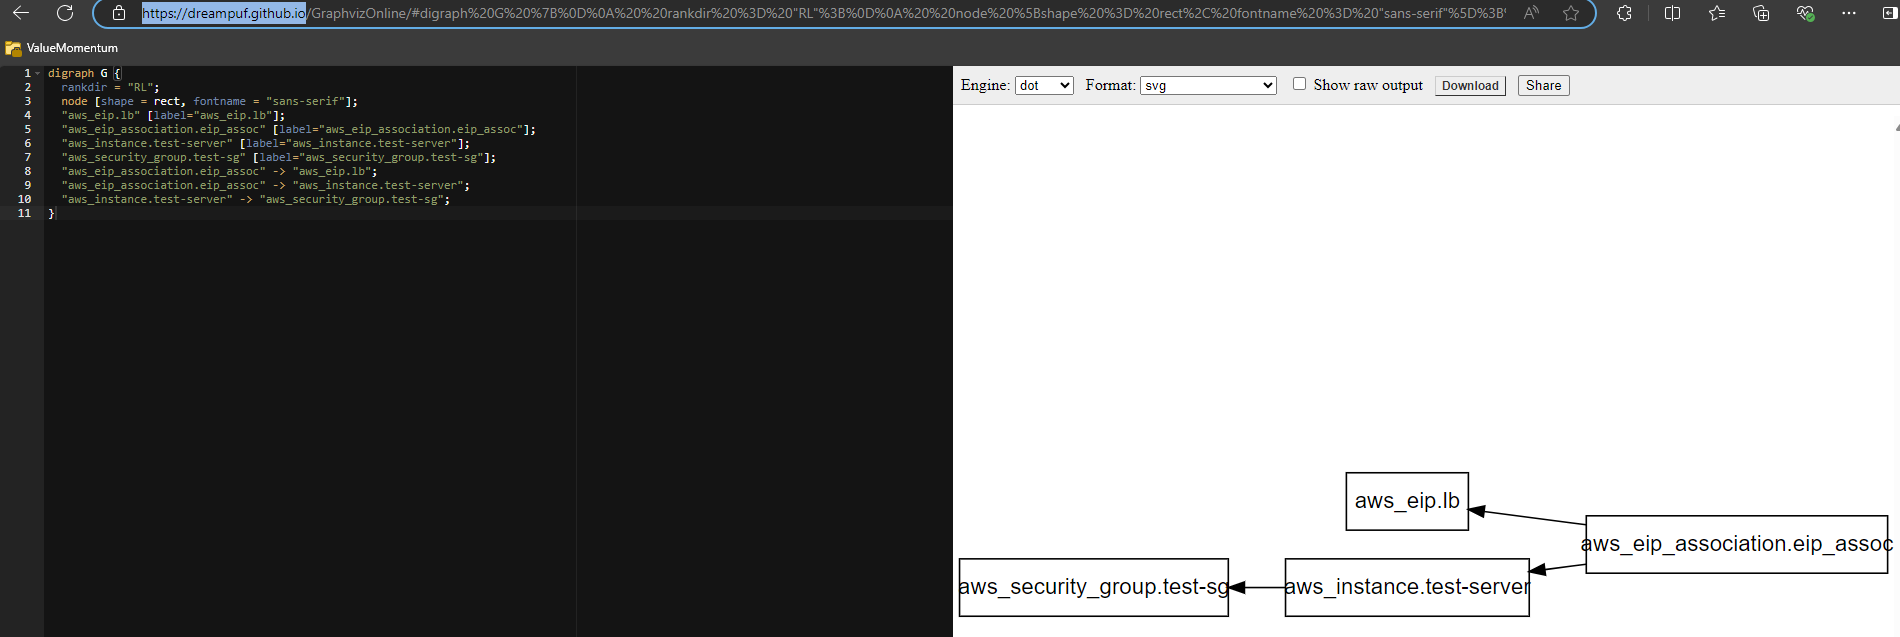 https://dreampuf.github.io/GraphvizOnline/#digraph%20G%20%7B%0D%0A%20%20rankdir%20%3D%20"RL"%3B%0D%0A%20%20node%20%5Bshape%20%3D%20rect%2C%20fontname%20%3D%20"sans-serif"%5D%3B%
ValueMomentum
1 digraph G {
2 rankdir = "RL";
3 node [shape = rect, fontname = "sans-serif"];
4 "aws_eip.lb" [label="aws_eip.lb"];
5 "aws_eip_association.eip_assoc" [label="aws_eip_association.eip_assoc"];
6 "aws_instance.test-server" [label="aws_instance.test-server"];
7 "aws_security_group.test-sg" [label="aws_security_group.test-sg"];
8 "aws_eip_association.eip_assoc" -> "aws_eip.lb";
9 "aws_eip_association.eip_assoc" -> "aws_instance.test-server";
10 "aws_instance.test-server" -> "aws_security_group.test-sg";
11 }
Engine: dot Format: svg Show raw output Download Share
aws_eip.lb
aws_eip_association.eip_assoc
aws_security_group.test-sg
aws_instance.test-server